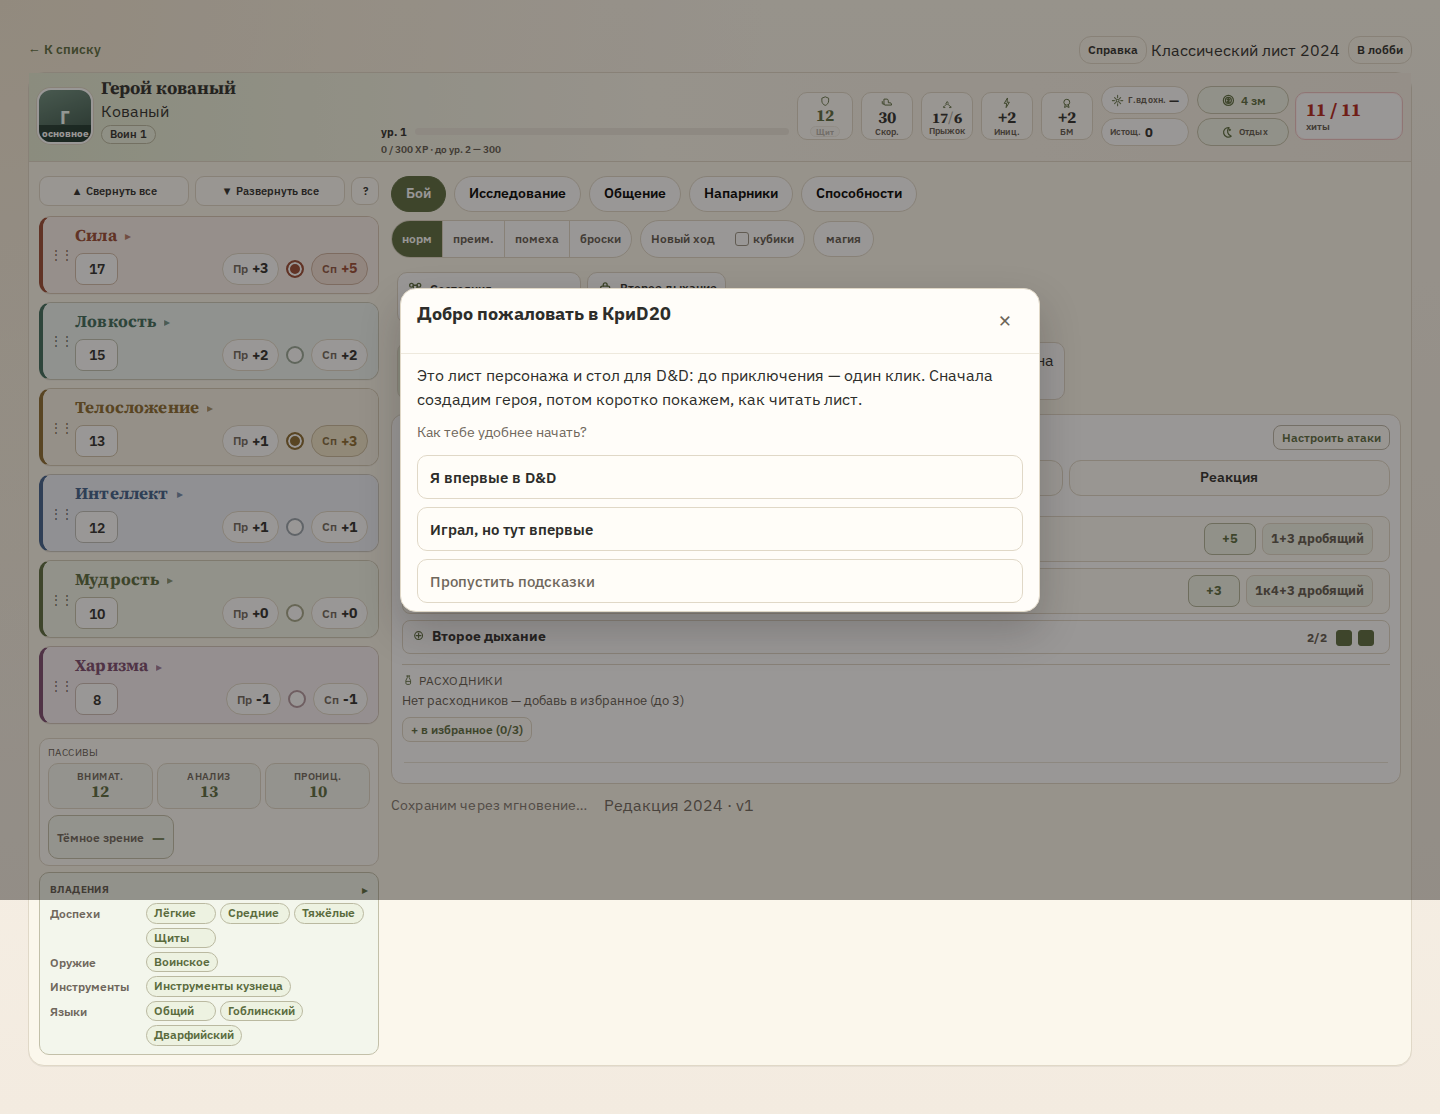 ← К списку
Справка Классический лист 2024 В лобби
Герой кованый
Кованый
Воин 1
Г
основное
ур. 1
0 / 300 XP · до ур. 2 — 300
12
Щит
30
Скор.
17/6
Прыжок
+2
Иниц.
+2
БМ
Г.вдохн. —
Истощ. 0
4 зм
Отдых
11 / 11
хиты
▲ Свернуть все ▼ Развернуть все ?
Бой Исследование Общение Напарники Способности
норм преим. помеха броски Новый ход кубики магия
Сила ▸
17 Пр +3 Сп +5
Ловкость ▸
15 Пр +2 Сп +2
Телосложение ▸
13 Пр +1 Сп +3
Интеллект ▸
12 Пр +1 Сп +1
Мудрость ▸
10 Пр +0 Сп +0
Харизма ▸
8 Пр -1 Сп -1
ПАССИВЫ
ВНИМАТ.
12
АНАЛИЗ
13
ПРОНИЦ.
10
Тёмное зрение —
ВЛАДЕНИЯ ▸
Доспехи Лёгкие Средние Тяжёлые
Щиты
Оружие Воинское
Инструменты Инструменты кузнеца
Языки Общий Гоблинский
Дварфийский
Добро пожаловать в КриD20 ×
Это лист персонажа и стол для D&D: до приключения — один клик. Сначала
создадим героя, потом коротко покажем, как читать лист.
Как тебе удобнее начать?
Я впервые в D&D
Играл, но тут впервые
Пропустить подсказки
Настроить атаки
Реакция
+5 1+3 дробящий
+3 1к4+3 дробящий
Второе дыхание 2/2
РАСХОДНИКИ
Нет расходников — добавь в избранное (до 3)
+ в избранное (0/3)
Сохраним через мгновение… Редакция 2024 · v1